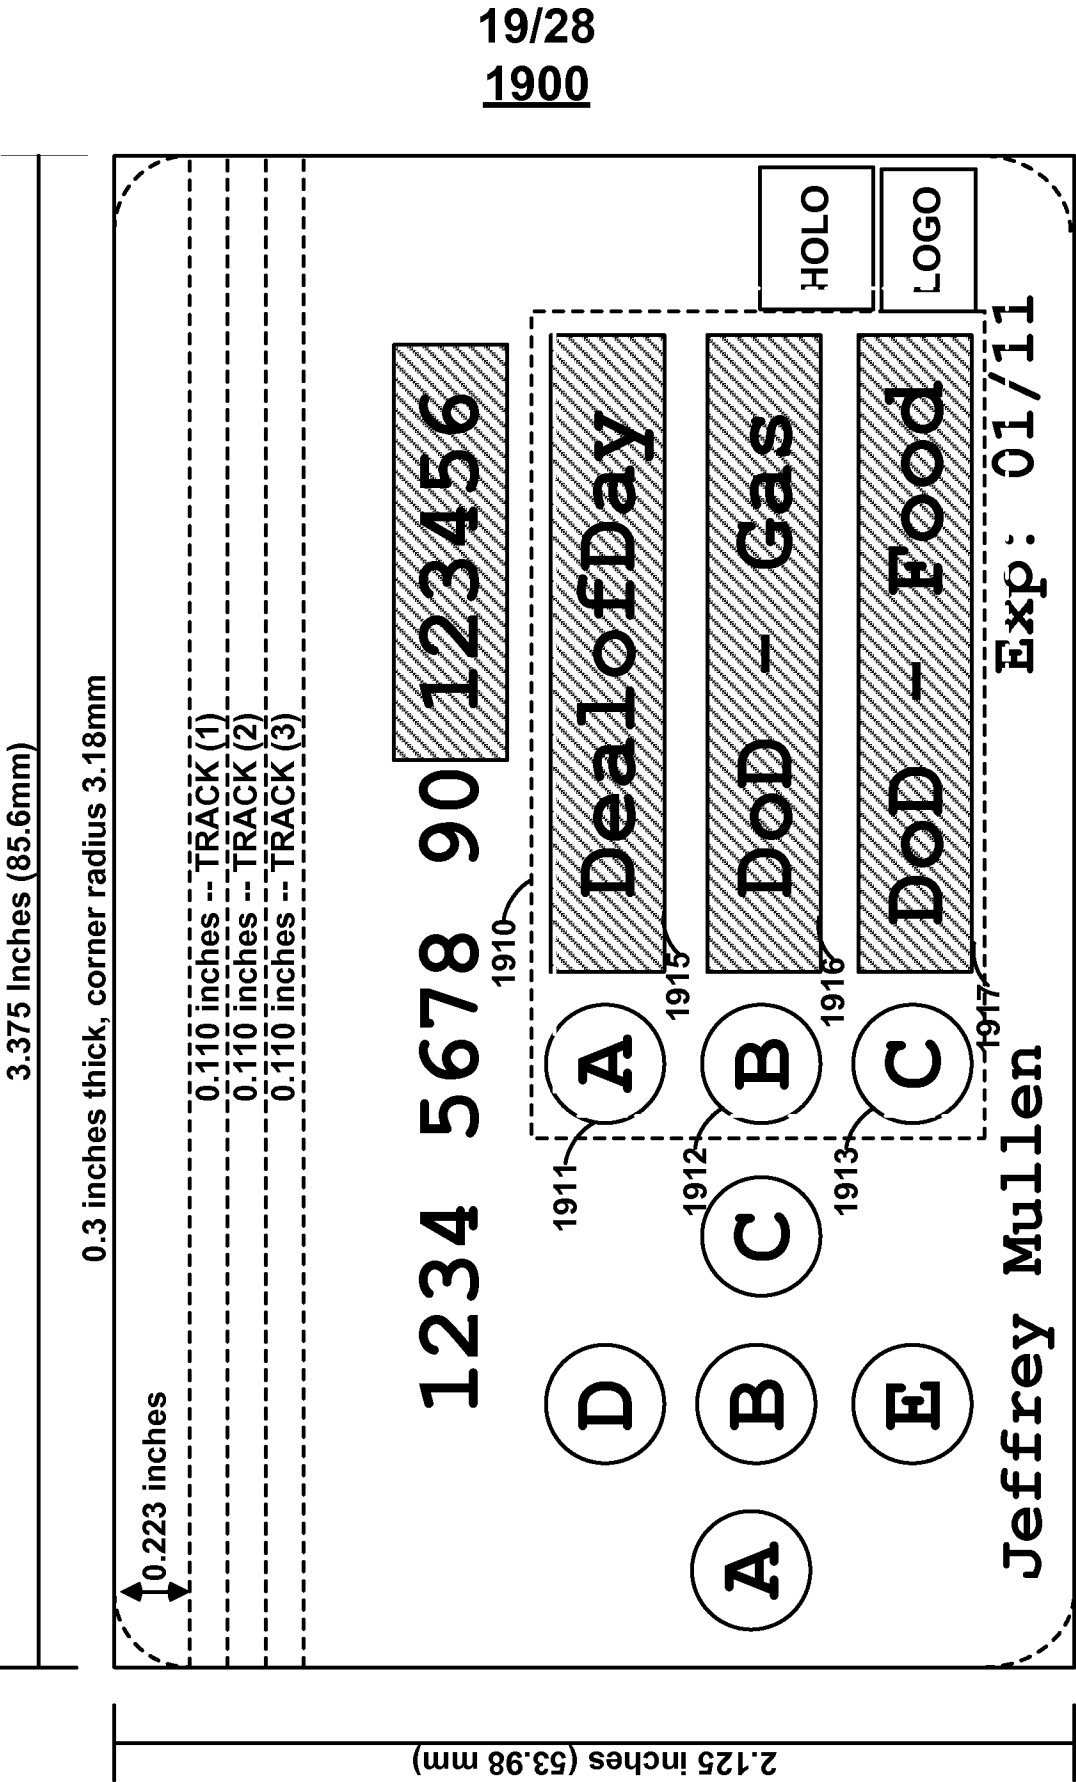 19/28
1900
3.375 Inches (85.6mm)
0.3 inches thick, corner radius 3.18mm
0.223 inches
0.110 inches -- TRACK (1)
0.110 inches -- TRACK (2)
0.110 inches -- TRACK (3)
1234 5678 90 123456
1910
D
A
DealofDay
1911
1915
HOLO
A
B
C
B
DoD - Gas
1912
1916
LOGO
E
C
DoD - Food
1913
1917
Exp: 01/11
Jeffrey Mullen
2.125 inches (53.98 mm)